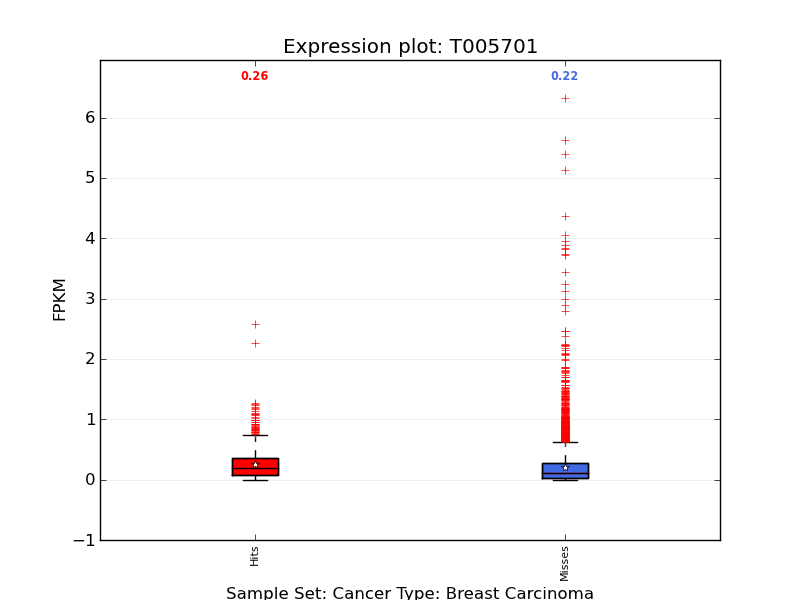 Expression plot: T005701
0.26
0.22
6
5
4
3
2
1
0
−1
FPKM
Hits
Misses
Sample Set: Cancer Type: Breast Carcinoma